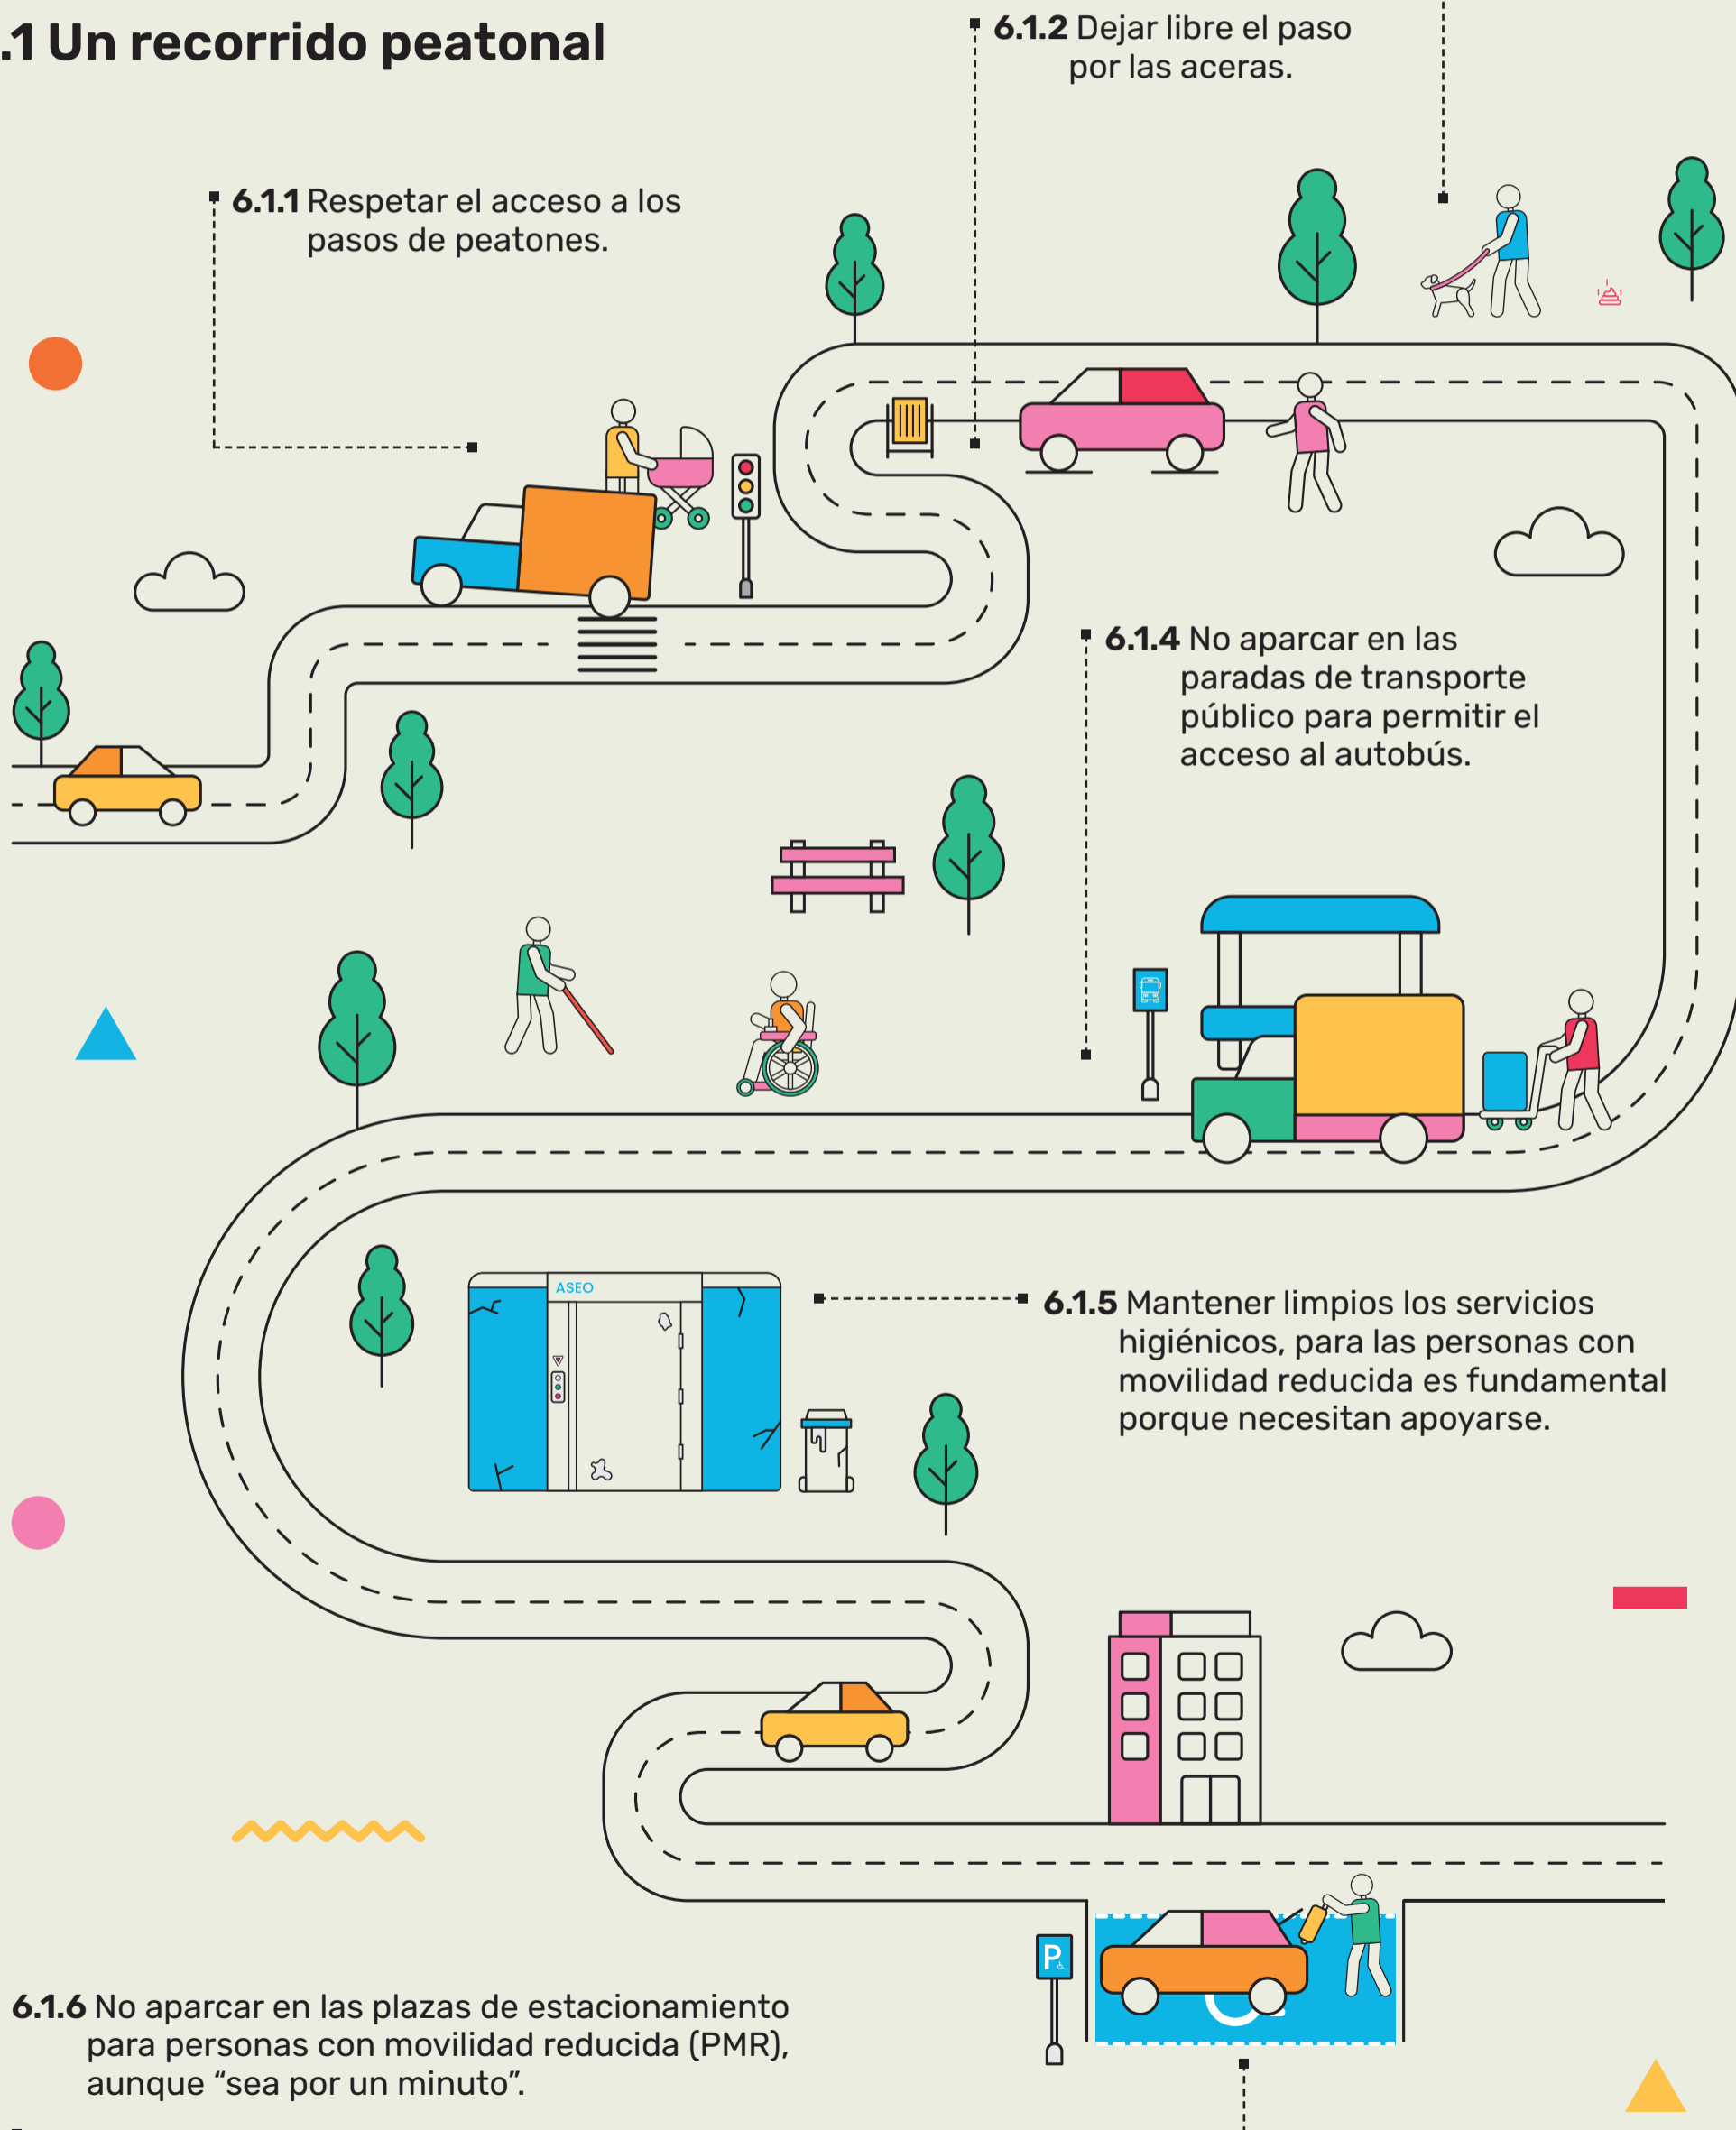 .1 Un recorrido peatonal
6.1.2 Dejar libre el paso
por las aceras.
6.1.1 Respetar el acceso a los
pasos de peatones.
6.1.4 No aparcar en las
paradas de transporte
público para permitir el
acceso al autobús.
ASEO
6.1.5 Mantener limpios los servicios
higiénicos, para las personas con
movilidad reducida es fundamental
porque necesitan apoyarse.
P
6.1.6 No aparcar en las plazas de estacionamiento
para personas con movilidad reducida (PMR),
aunque “sea por un minuto”.